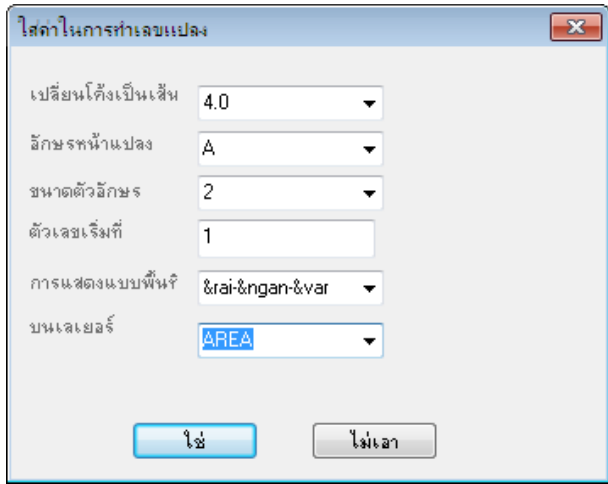 ใส่ค่าในการทำเลขแปลง
เปลี่ยนโค้งเป็นเส้น 4.0
อักษรหน้าแปลง A
ขนาดตัวอักษร 2
ตัวเลขเริ่มที่ 1
การแสดงแบบพื้นที่ &rai-&ngan-&var
บนเลเยอร์ AREA
ใช่ ไม่เอา